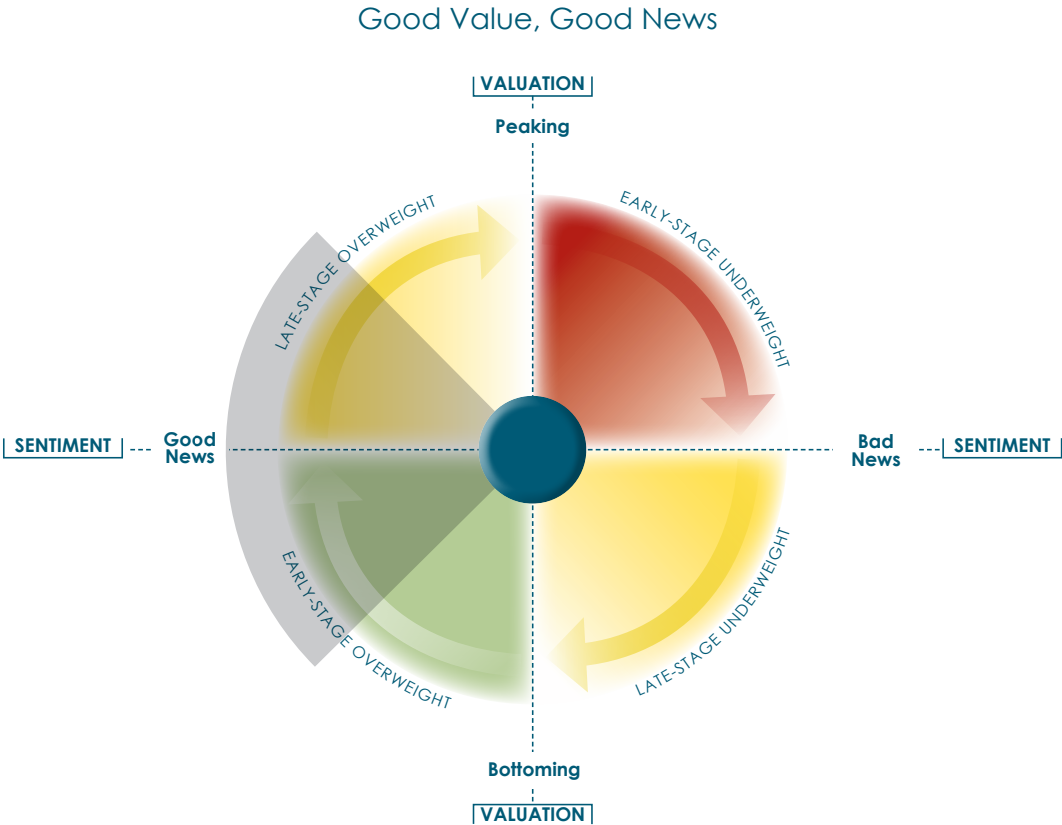 Good Value, Good News
VALUATION
Peaking
LATE-STAGE OVERWEIGHT
EARLY-STAGE UNDERWEIGHT
SENTIMENT
Good
News
Bad
News
SENTIMENT
EARLY-STAGE OVERWEIGHT
LATE-STAGE UNDERWEIGHT
Bottoming
VALUATION